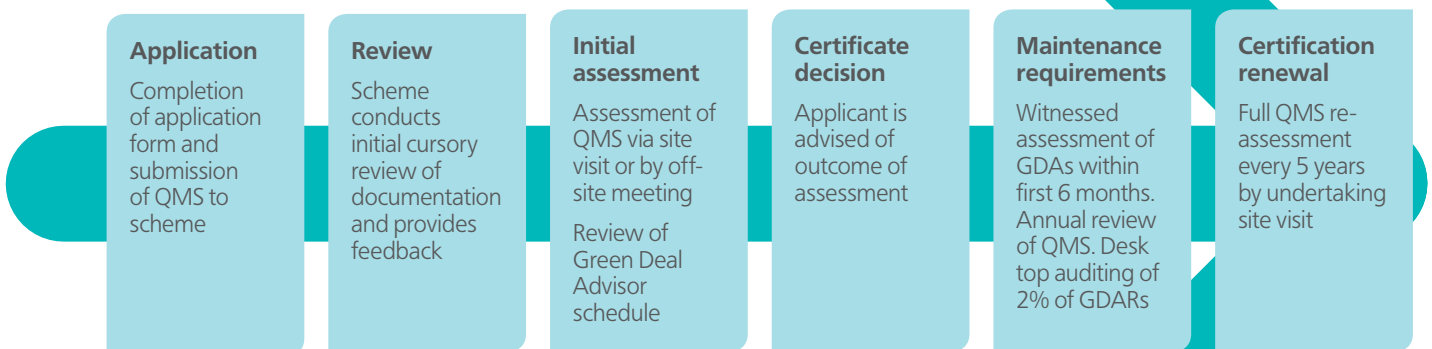 Application
Completion
of application
form and
submission
of QMS to
scheme
Review
Scheme
conducts
initial cursory
review of
documentation
and provides
feedback
Initial
assessment
Assessment of
QMS via site
visit or by off-
site meeting
Review of
Green Deal
Advisor
schedule
Certificate
decision
Applicant is
advised of
outcome of
assessment
Maintenance
requirements
Witnessed
assessment of
GDAs within
first 6 months.
Annual review
of QMS. Desk
top auditing of
2% of GDARs
Certification
renewal
Full QMS re-
assessment
every 5 years
by undertaking
site visit